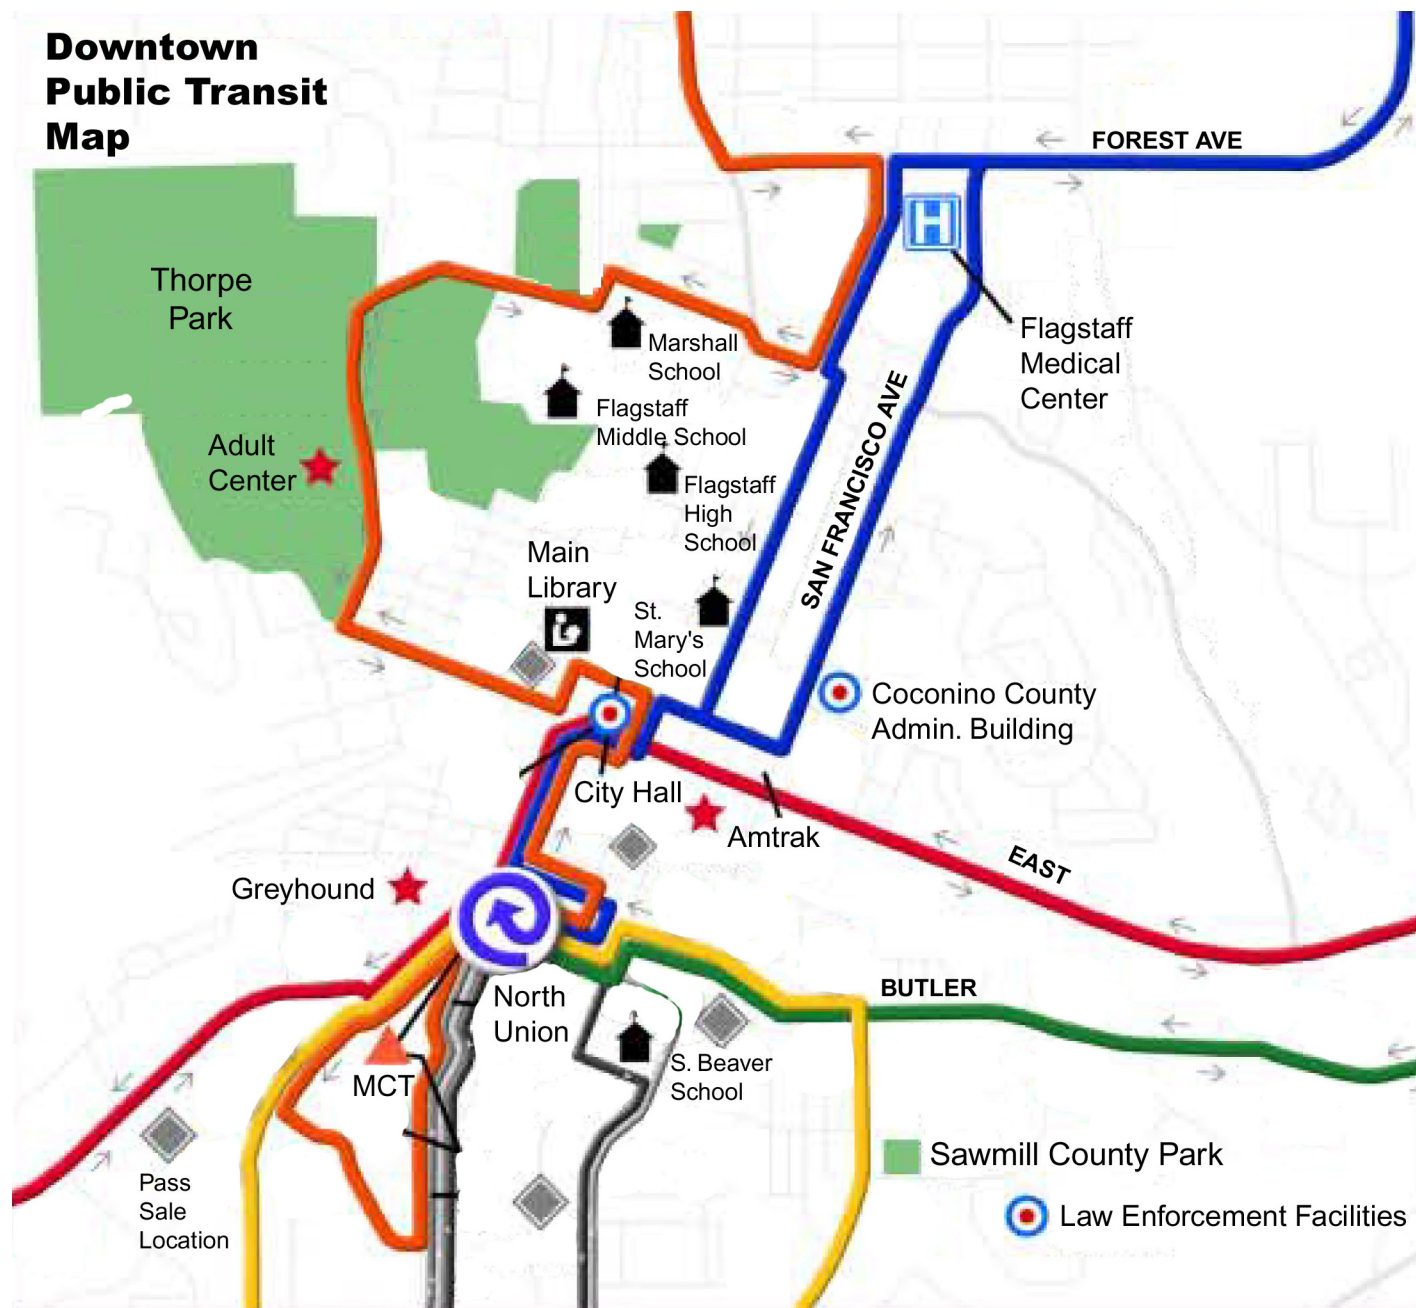 Downtown
Public Transit
Map
FOREST AVE
Thorpe
Park
Flagstaff
Medical
Center
Marshall
School
Flagstaff
Middle School
Adult
Center
Flagstaff
High
School
SAN FRANCISCO AVE
Main
Library
St.
Mary's
School
Coconino County
Admin. Building
City Hall
Amtrak
EAST
Greyhound
BUTLER
North
Union
MCT
S. Beaver
School
Pass
Sale
Location
Sawmill County Park
Law Enforcement Facilities
H